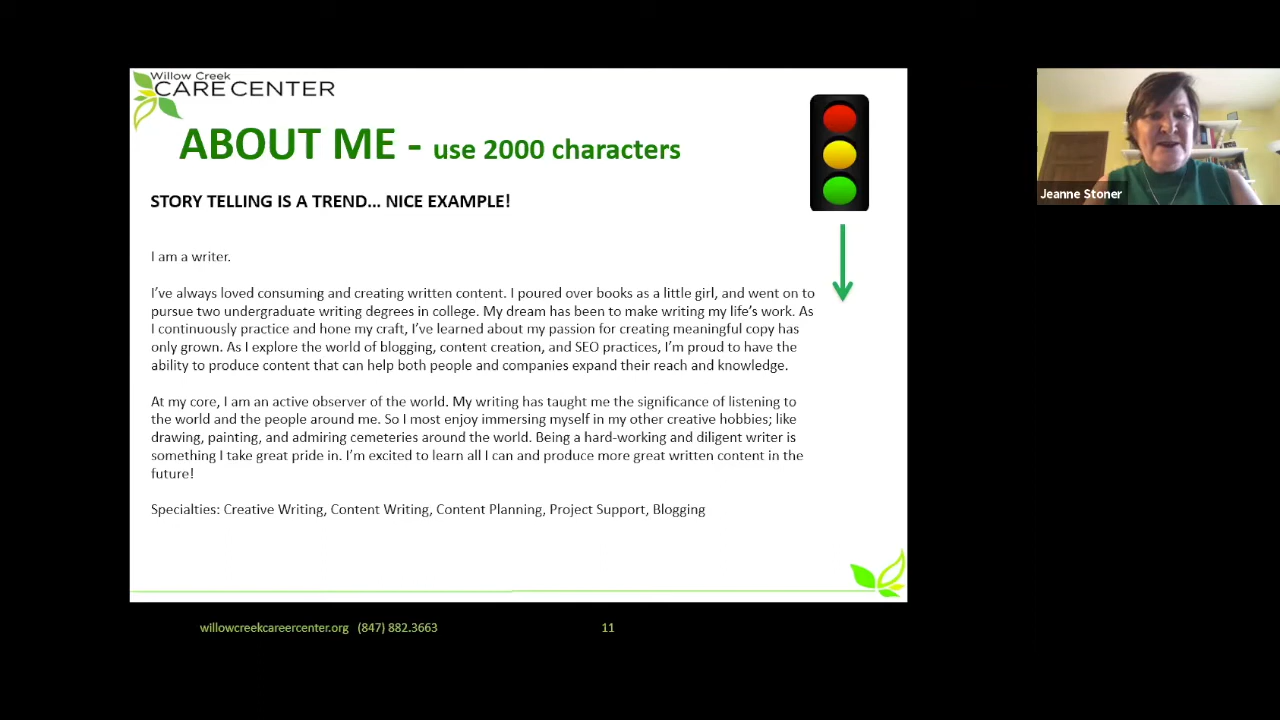 Willow Creek
CARE CENTER
ABOUT ME - use 2000 characters
STORY TELLING IS A TREND... NICE EXAMPLE!
I am a writer.
I've always loved consuming and creating written content. I poured over books as a little girl, and went on to
pursue two undergraduate writing degrees in college. My dream has been to make writing my life's work. As
I continuously practice and hone my craft, I've learned about my passion for creating meaningful copy has
only grown. As I explore the world of blogging, content creation, and SEO practices, I'm proud to have the
ability to produce content that can help both people and companies expand their reach and knowledge.
At my core, I am an active observer of the world. My writing has taught me the significance of listening to
the world and the people around me. So I most enjoy immersing myself in my other creative hobbies; like
drawing, painting, and admiring cemeteries around the world. Being a hard-working and diligent writer is
something I take great pride in. I'm excited to learn all I can and produce more great written content in the
future!
Specialties: Creative Writing, Content Writing, Content Planning, Project Support, Blogging
willowcreekcareercenter.org (847) 882.3663
11
Jeanne Stoner